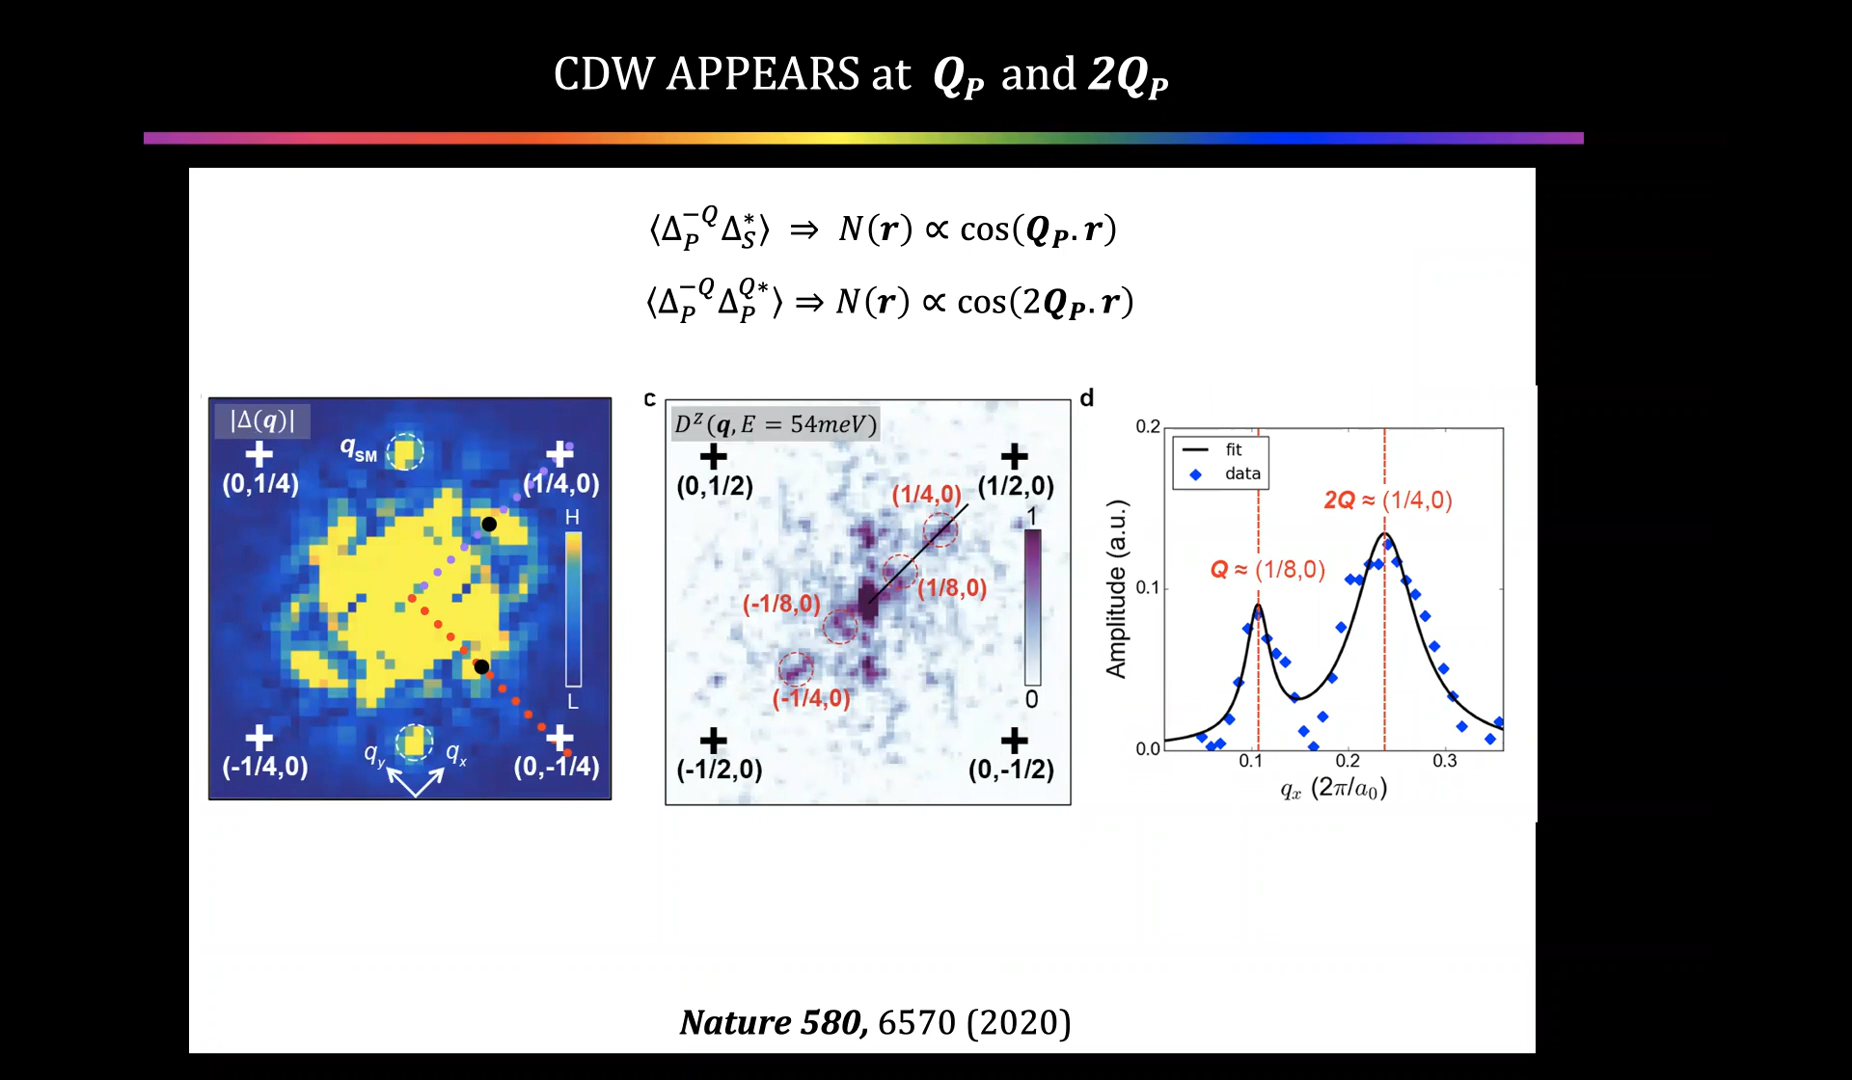 CDW APPEARS at Q_P and 2Q_P
⟨Δ_P^{-Q} Δ_S^*⟩ ⇒ N(r) ∝ cos(Q_P.r)
⟨Δ_P^{-Q} Δ_P^{Q*}⟩ ⇒ N(r) ∝ cos(2Q_P.r)
|Δ(q)|
q_SM
(0,1/4)
(1/4,0)
H
L
(-1/4,0)
q_y
q_x
(0,-1/4)
c
D^Z(q, E = 54meV)
(0,1/2)
(1/4,0)
(1/2,0)
1
(-1/8,0)
(1/8,0)
(-1/4,0)
0
(-1/2,0)
(0,-1/2)
d
0.2
fit
data
2Q ≈ (1/4,0)
Q ≈ (1/8,0)
0.1
Amplitude (a.u.)
0.0
0.1
0.2
0.3
q_x (2π/a_0)
Nature 580, 6570 (2020)